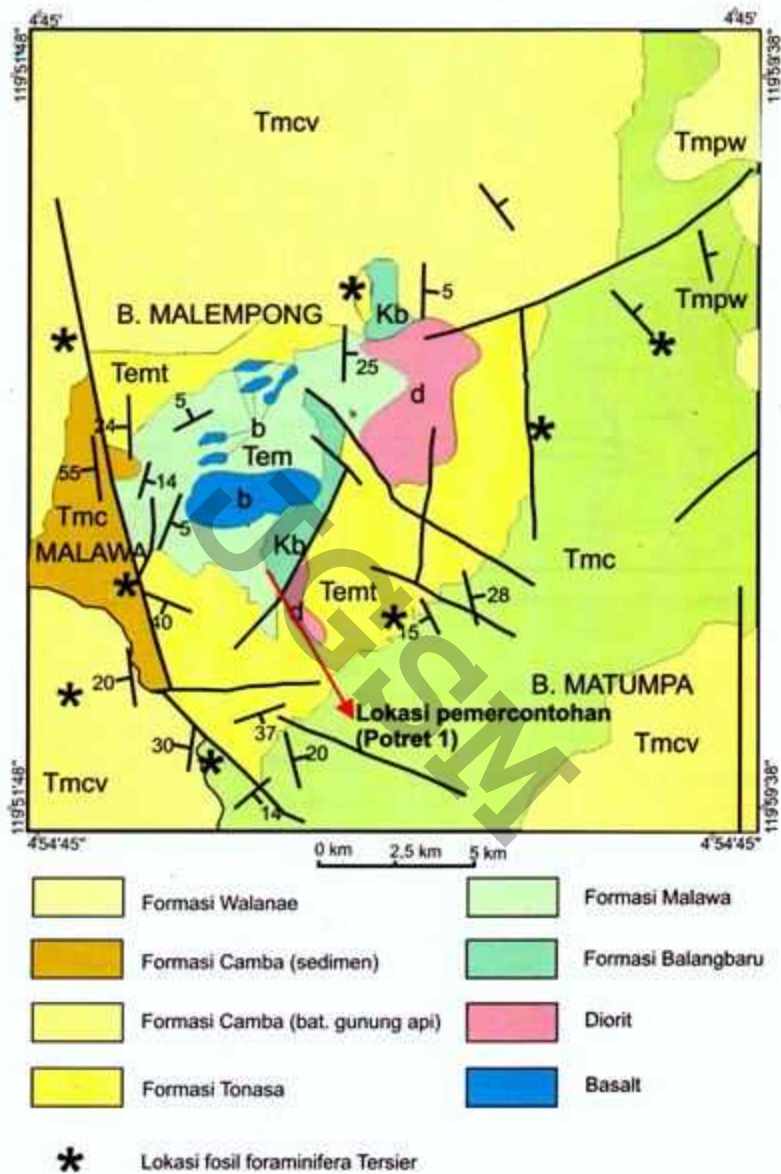 4°45'
4°45'
119°51'48"
119°59'38"
Tmcv
Tmpw
B. MALEMPONG
Kb
5
Tmpw
Temt
25
d
5
b
24
Tem
55
14
b
Tmc
5
MALAWA
Kb
Tmc
Temt
28
40
d
15
20
B. MATUMPA
Lokasi pemercontohan
(Potret 1)
37
Tmcv
30
20
Tmcv
14
119°51'48"
119°59'38"
4°54'45"
4°54'45"
0 km 2.5 km 5 km
UGSM
Formasi Walanae
Formasi Malawa
Formasi Camba (sedimen)
Formasi Balangbaru
Formasi Camba (bat. gunung api)
Diorit
Formasi Tonasa
Basalt
Lokasi fosil foraminifera Tersier